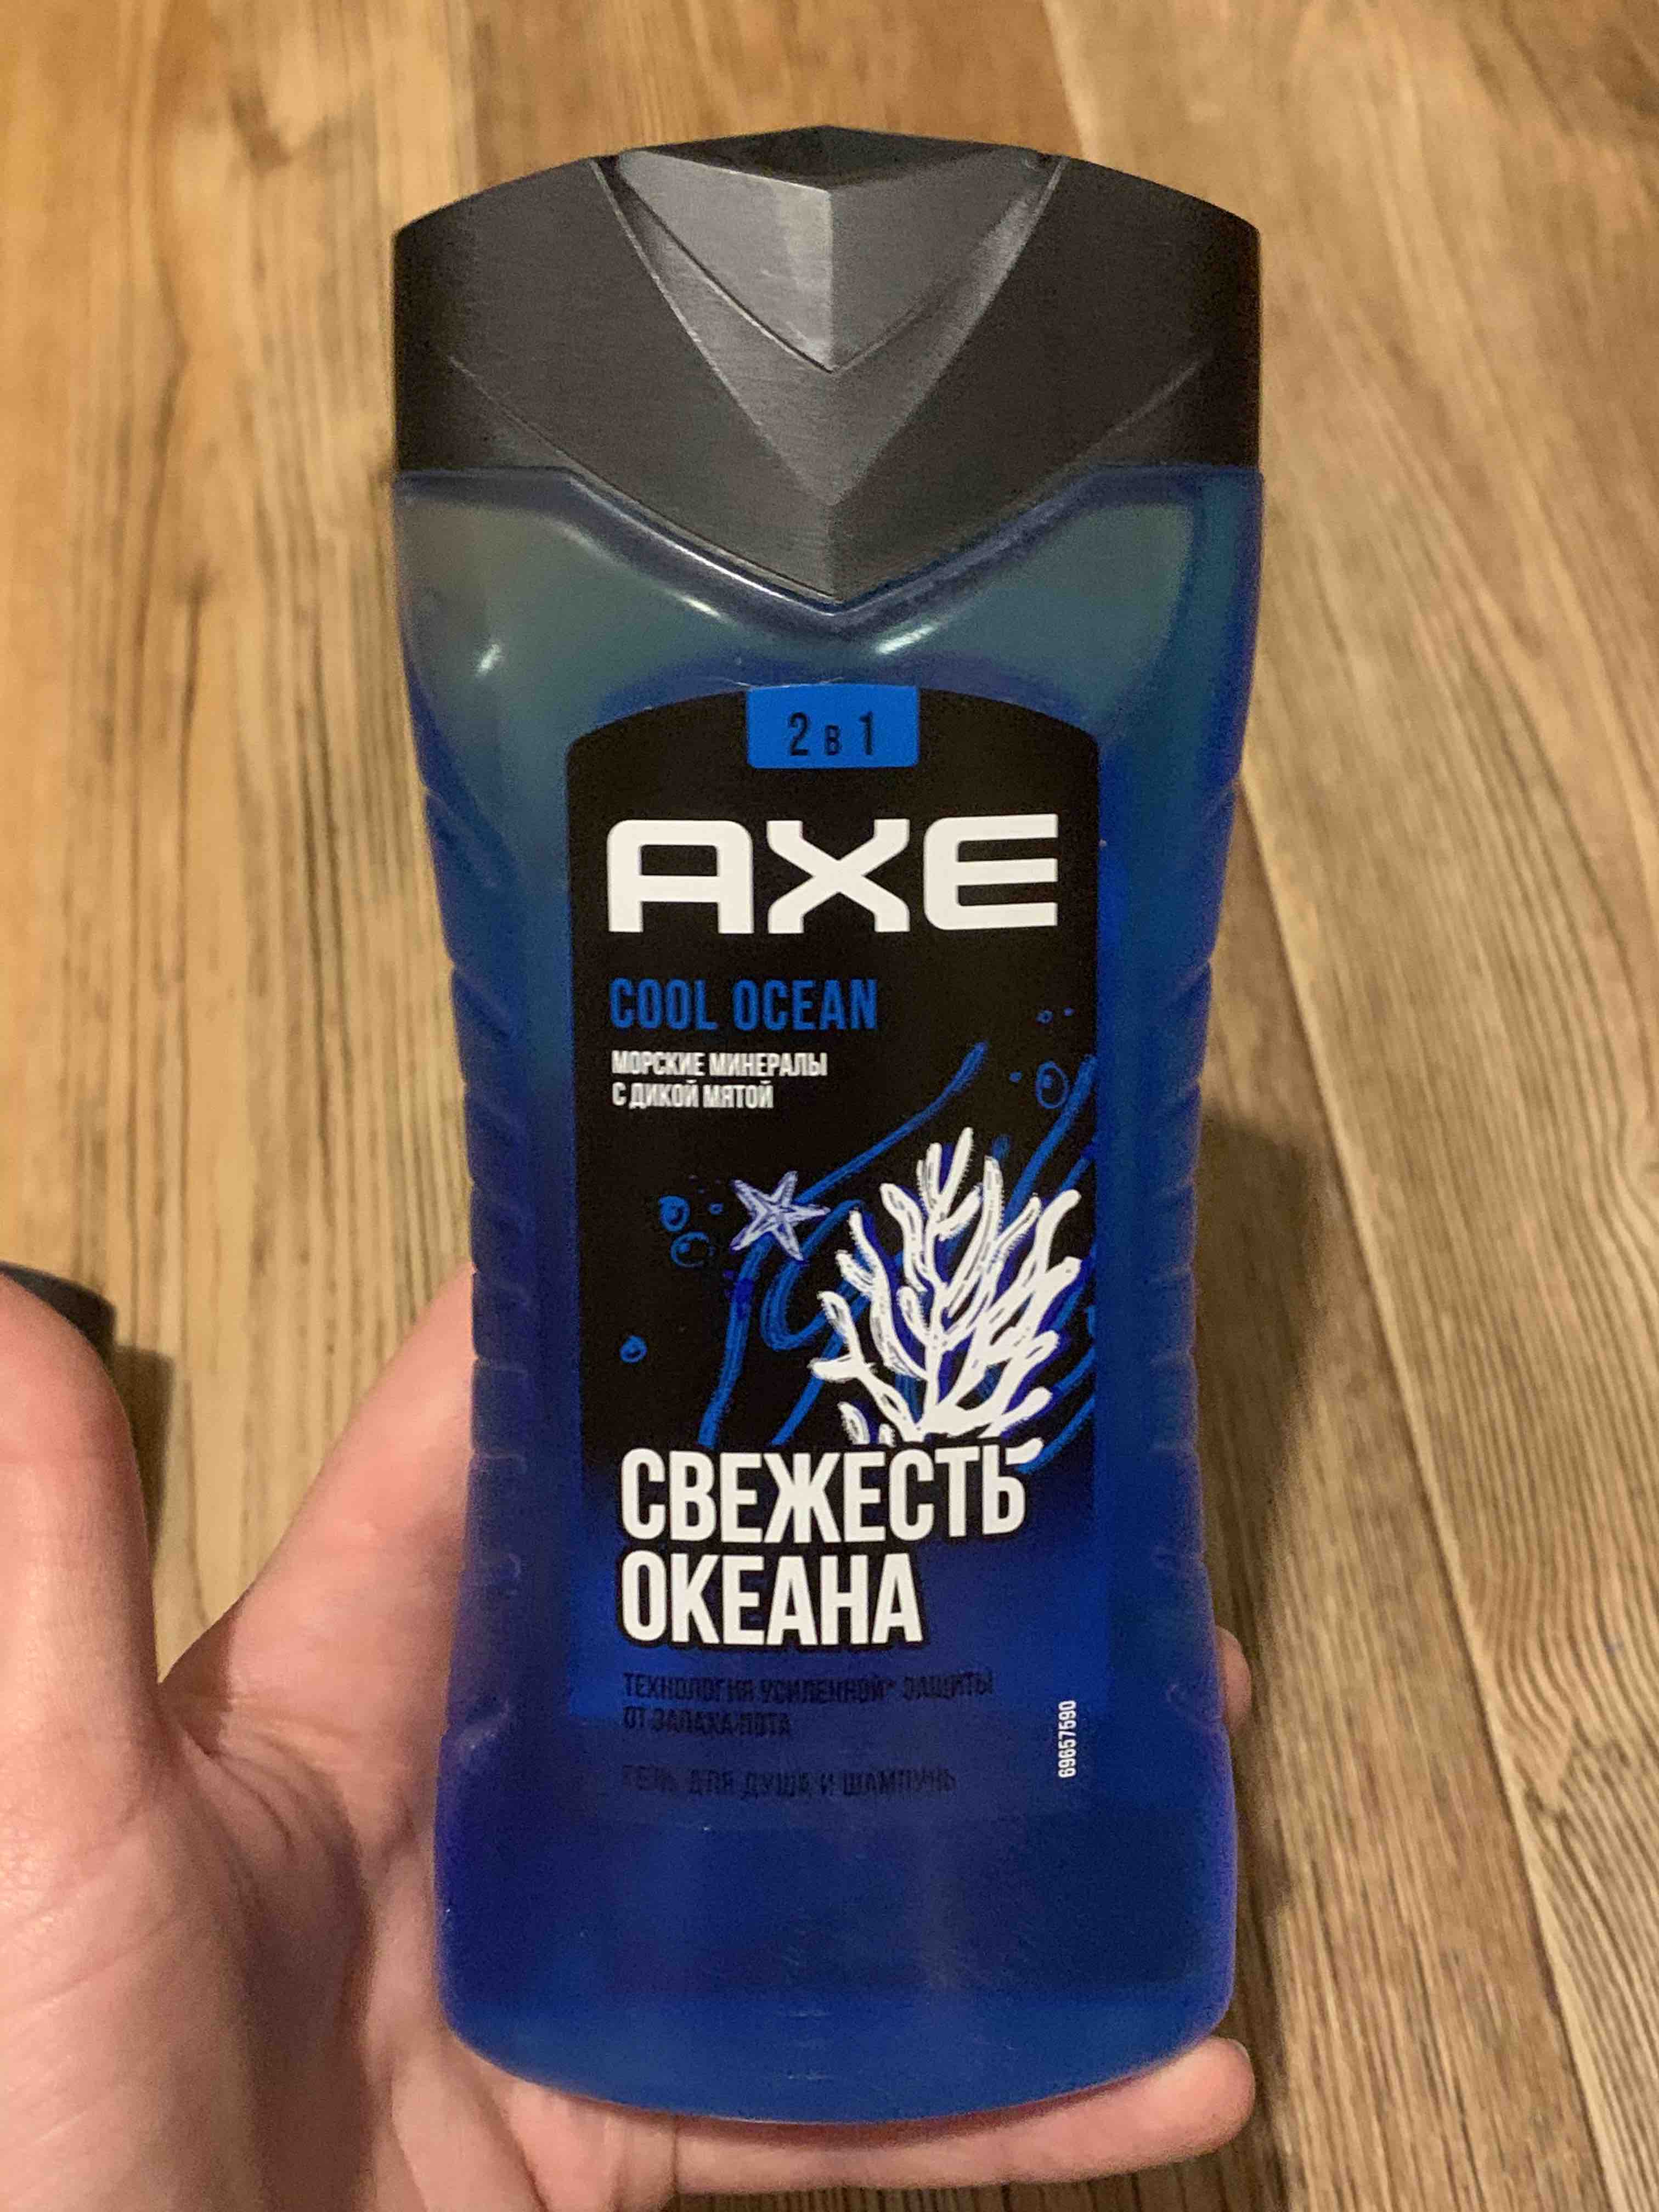 2 в 1
AXE
COOL OCEAN
МОРСКИЕ МИНЕРАЛЫ
С ДИКОЙ МЯТОЙ
СВЕЖЕСТЬ
ОКЕАНА
ТЕХНОЛОГИЯ УСИЛЕННОЙ* ЗАЩИТЫ
ОТ ЗАПАХА ПОТА
ГЕЛЬ ДЛЯ ДУША И ШАМПУНЬ
69657590